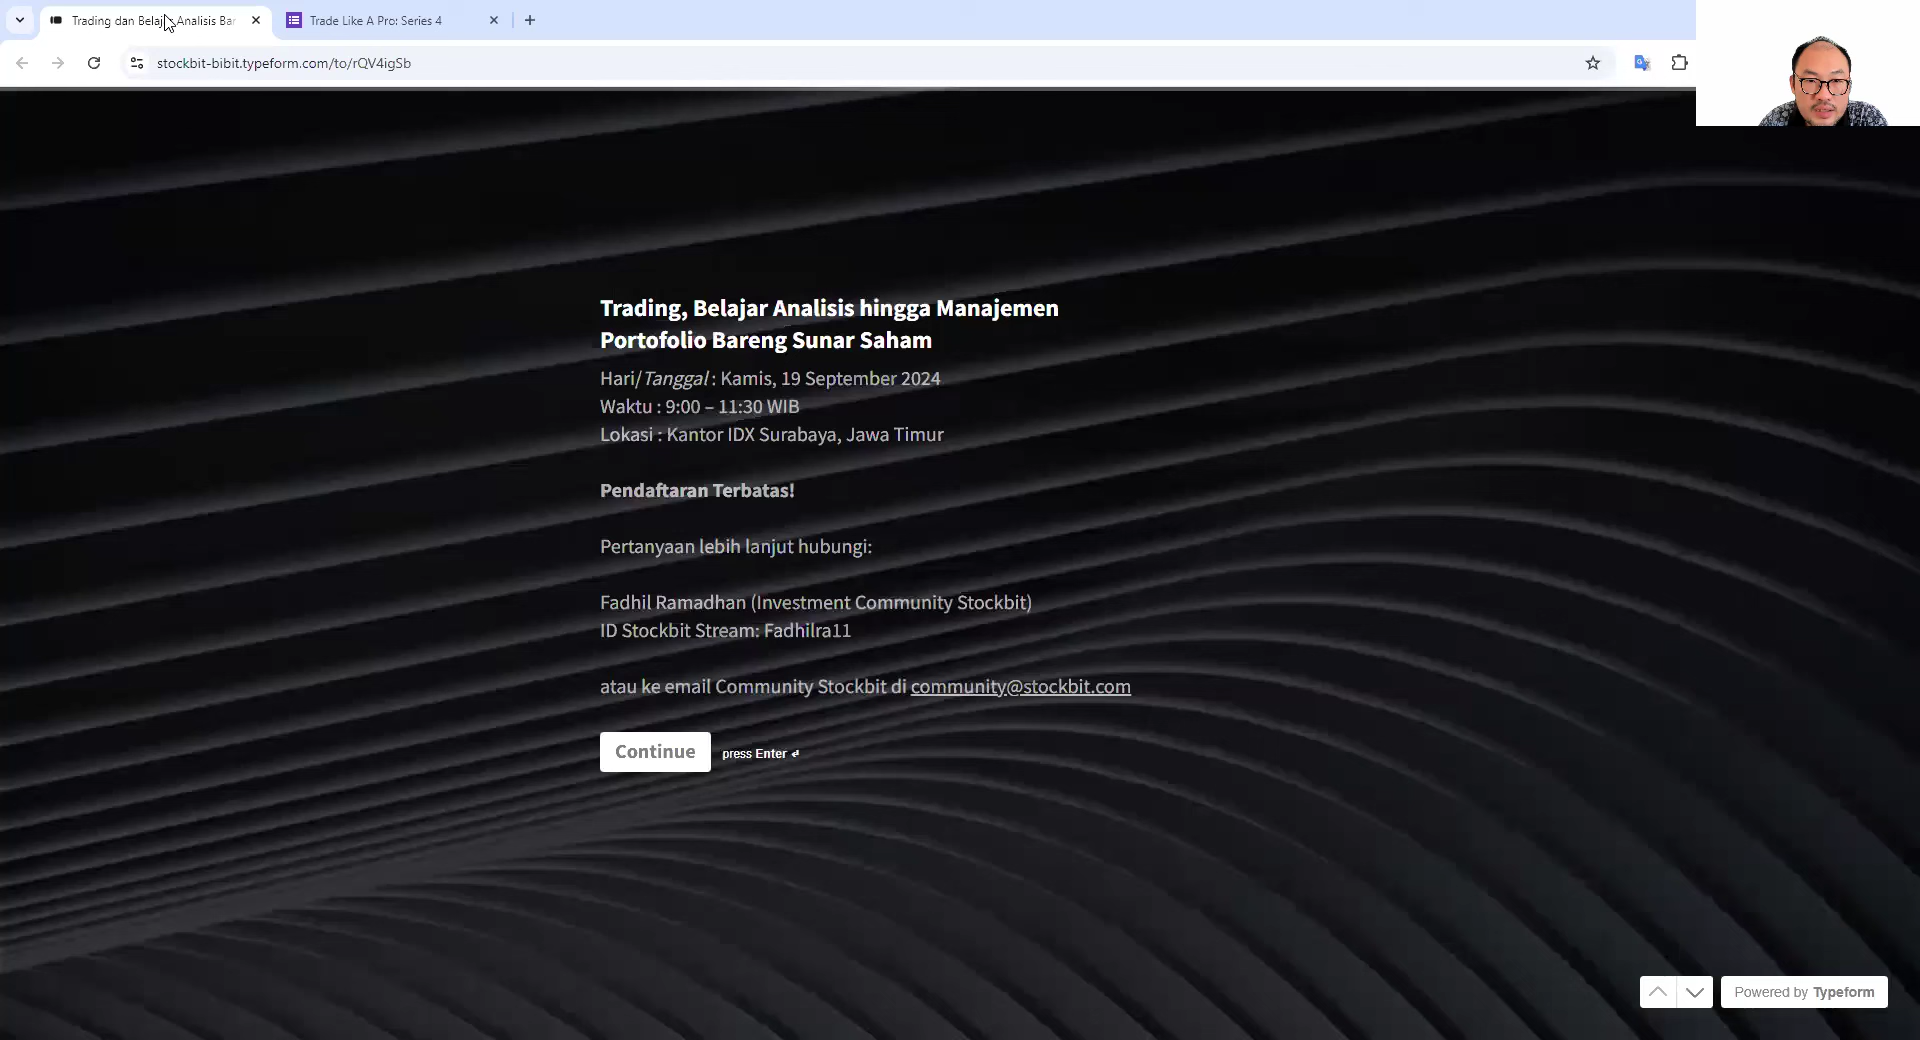 Trading dan Belaja Analisis Bar
Trade Like A Pro: Series 4
stockbit-bibit.typeform.com/to/rQV4igSb
Trading, Belajar Analisis hingga Manajemen
Portofolio Bareng Sunar Saham
Hari/Tanggal : Kamis, 19 September 2024
Waktu : 9:00 – 11:30 WIB
Lokasi : Kantor IDX Surabaya, Jawa Timur
Pendaftaran Terbatas!
Pertanyaan lebih lanjut hubungi:
Fadhil Ramadhan (Investment Community Stockbit)
ID Stockbit Stream: Fadhilra11
atau ke email Community Stockbit di community@stockbit.com
Continue press Enter ↵
Powered by Typeform